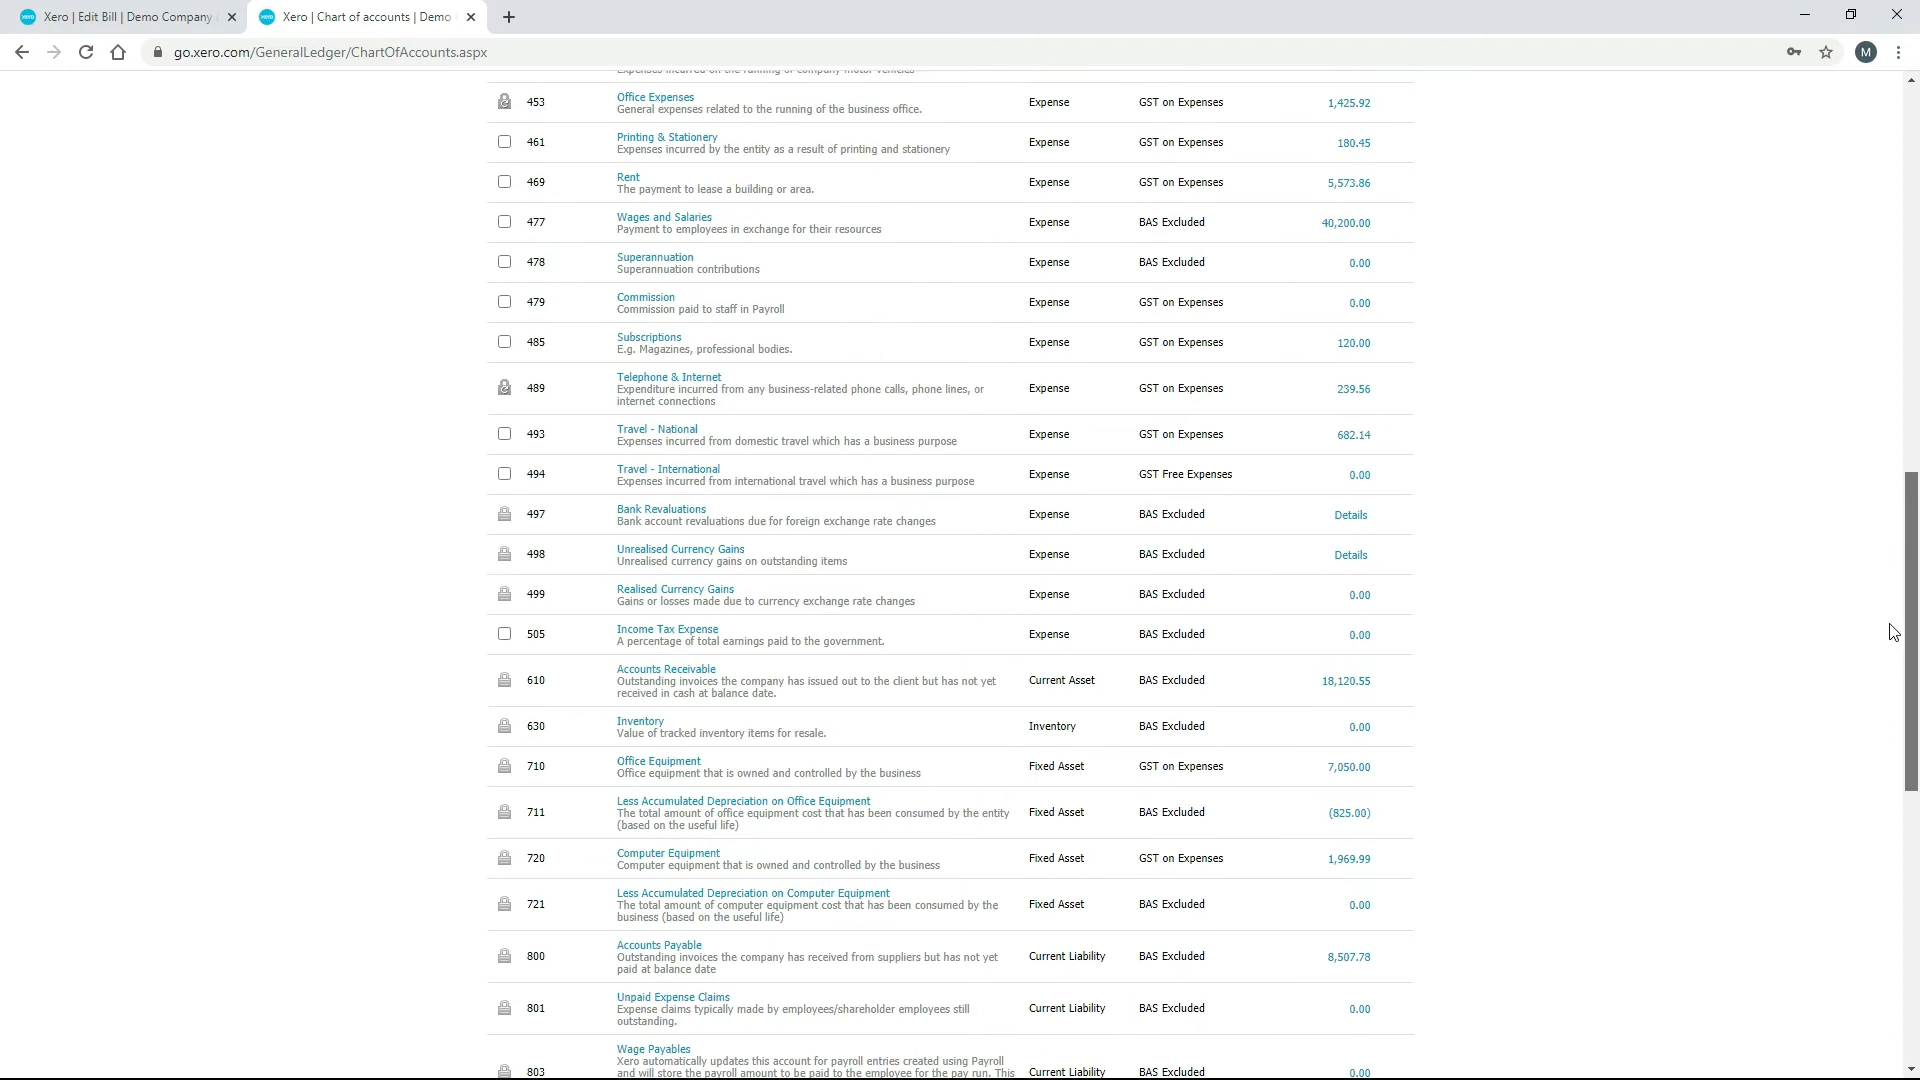 Xero | Edit Bill | Demo Company
Xero | Chart of accounts | Demo
go.xero.com/GeneralLedger/ChartOfAccounts.aspx
M
Expenses incurred on the running of company motor vehicles
453 Office Expenses Expense GST on Expenses 1,425.92
General expenses related to the running of the business office.
461 Printing & Stationery Expense GST on Expenses 180.45
Expenses incurred by the entity as a result of printing and stationery
469 Rent Expense GST on Expenses 5,573.86
The payment to lease a building or area.
477 Wages and Salaries Expense BAS Excluded 40,200.00
Payment to employees in exchange for their resources
478 Superannuation Expense BAS Excluded 0.00
Superannuation contributions
479 Commission Expense GST on Expenses 0.00
Commission paid to staff in Payroll
485 Subscriptions Expense GST on Expenses 120.00
E.g. Magazines, professional bodies.
489 Telephone & Internet Expense GST on Expenses 239.56
Expenditure incurred from any business-related phone calls, phone lines, or
internet connections
493 Travel - National Expense GST on Expenses 682.14
Expenses incurred from domestic travel which has a business purpose
494 Travel - International Expense GST Free Expenses 0.00
Expenses incurred from international travel which has a business purpose
497 Bank Revaluations Expense BAS Excluded Details
Bank account revaluations due for foreign exchange rate changes
498 Unrealised Currency Gains Expense BAS Excluded Details
Unrealised currency gains on outstanding items
499 Realised Currency Gains Expense BAS Excluded 0.00
Gains or losses made due to currency exchange rate changes
505 Income Tax Expense Expense BAS Excluded 0.00
A percentage of total earnings paid to the government.
610 Accounts Receivable Current Asset BAS Excluded 18,120.55
Outstanding invoices the company has issued out to the client but has not yet
received in cash at balance date.
630 Inventory Inventory BAS Excluded 0.00
Value of tracked inventory items for resale.
710 Office Equipment Fixed Asset GST on Expenses 7,050.00
Office equipment that is owned and controlled by the business
711 Less Accumulated Depreciation on Office Equipment Fixed Asset BAS Excluded (825.00)
The total amount of office equipment cost that has been consumed by the entity
(based on the useful life)
720 Computer Equipment Fixed Asset GST on Expenses 1,969.99
Computer equipment that is owned and controlled by the business
721 Less Accumulated Depreciation on Computer Equipment Fixed Asset BAS Excluded 0.00
The total amount of computer equipment cost that has been consumed by the
business (based on the useful life)
800 Accounts Payable Current Liability BAS Excluded 8,507.78
Outstanding invoices the company has received from suppliers but has not yet
paid at balance date
801 Unpaid Expense Claims Current Liability BAS Excluded 0.00
Expense claims typically made by employees/shareholder employees still
outstanding.
803 Wage Payables Current Liability BAS Excluded 0.00
Xero automatically updates this account for payroll entries created using Payroll
and will store the payroll amount to be paid to the employee for the pay run. This